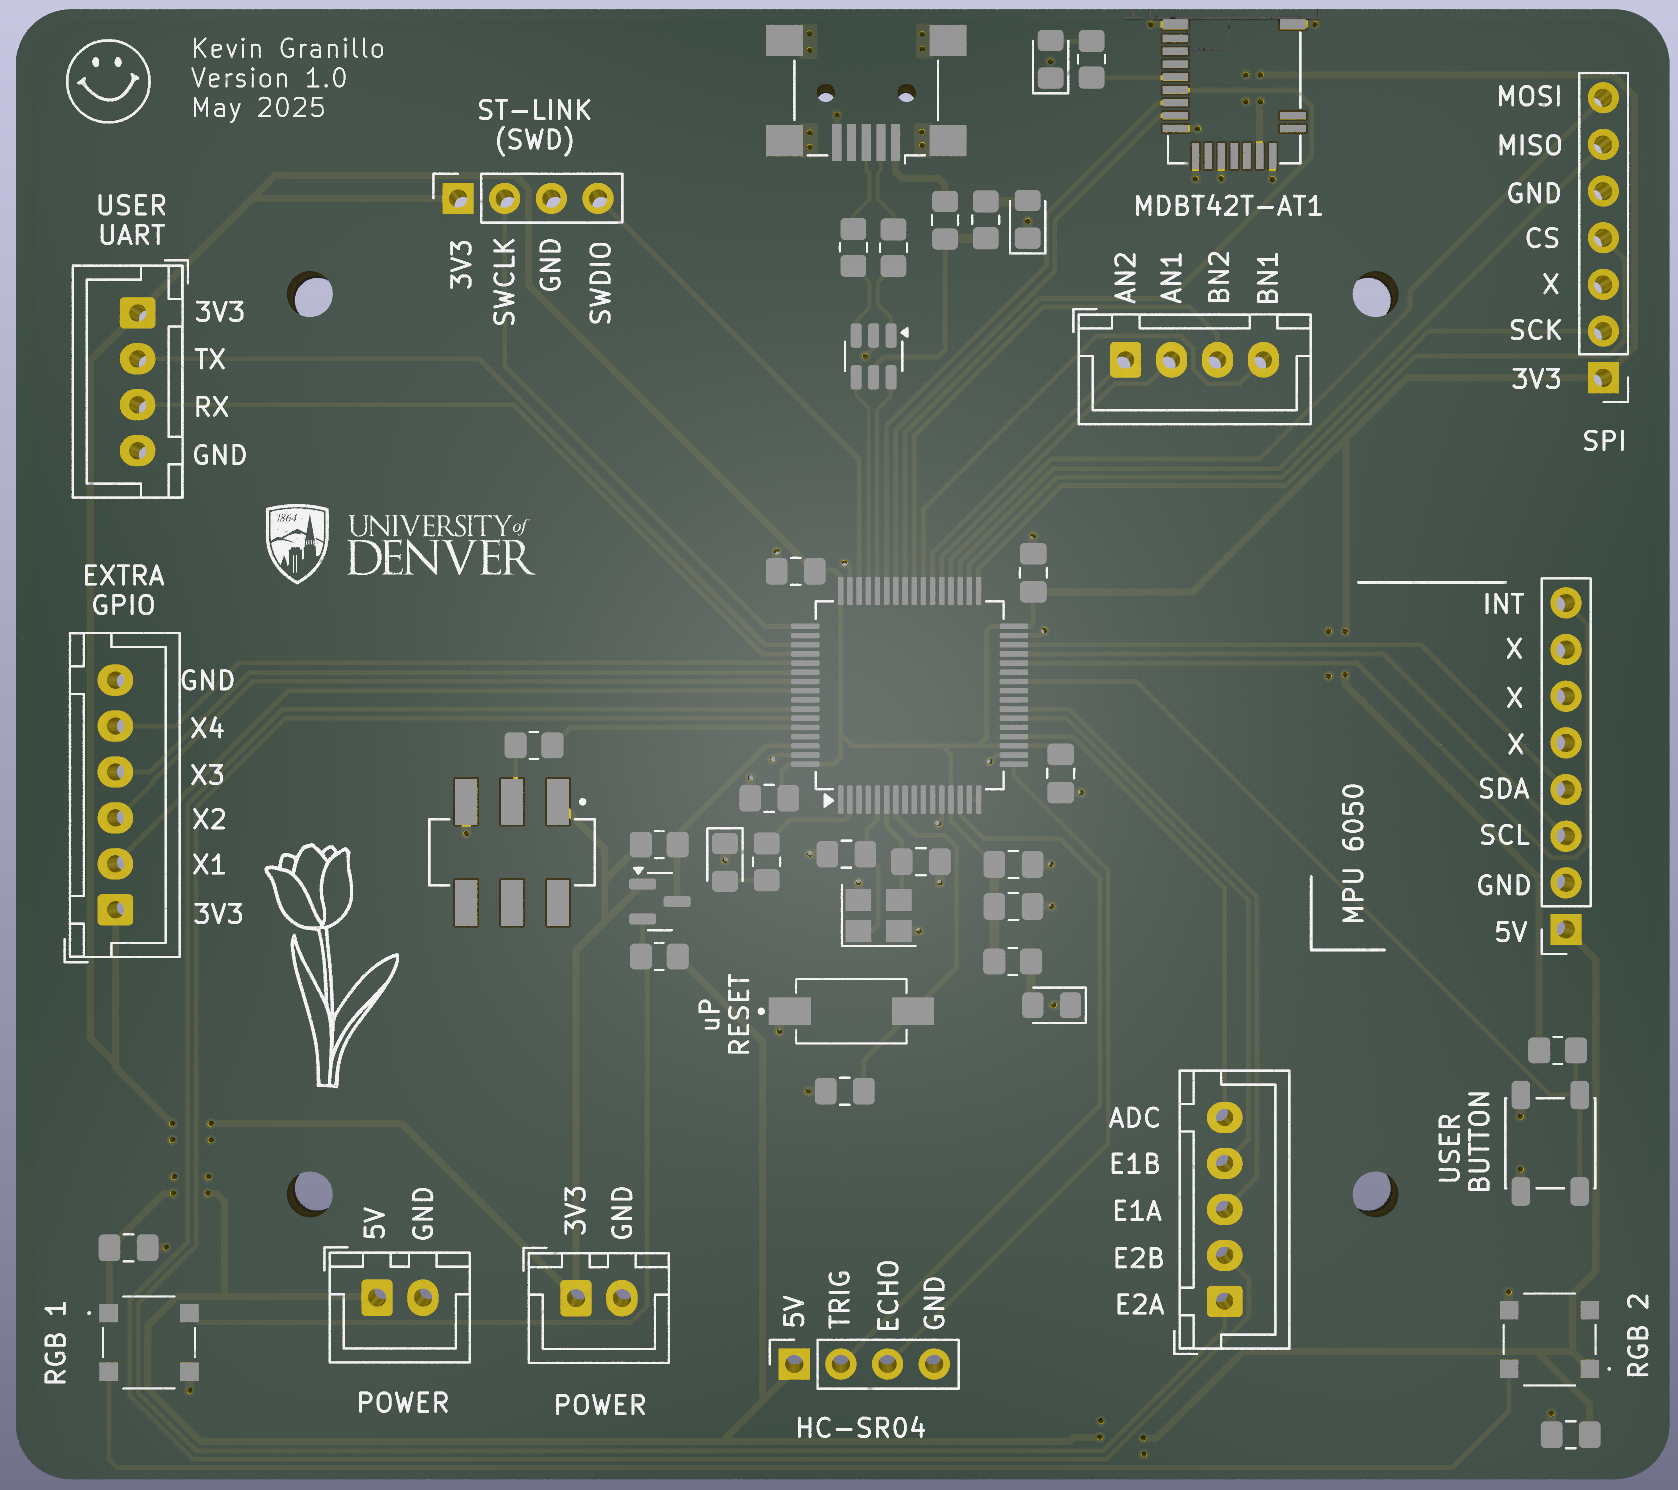 Kevin Granillo
Version 1.0
May 2025
ST-LINK
(SWD)
3V3
SWCLK
GND
SWDIO
USER
UART
3V3
TX
RX
GND
MDBT42T-AT1
AN2
AN1
BN2
BN1
MOSI
MISO
GND
CS
X
SCK
3V3
SPI
1864
UNIVERSITY of
DENVER
EXTRA
GPIO
GND
X4
X3
X2
X1
3V3
INT
X
X
X
SDA
SCL
GND
5V
MPU 6050
uP
RESET
ADC
E1B
E1A
E2B
E2A
USER
BUTTON
5V
GND
POWER
3V3
GND
POWER
5V
TRIG
ECHO
GND
HC-SR04
RGB 1
RGB 2